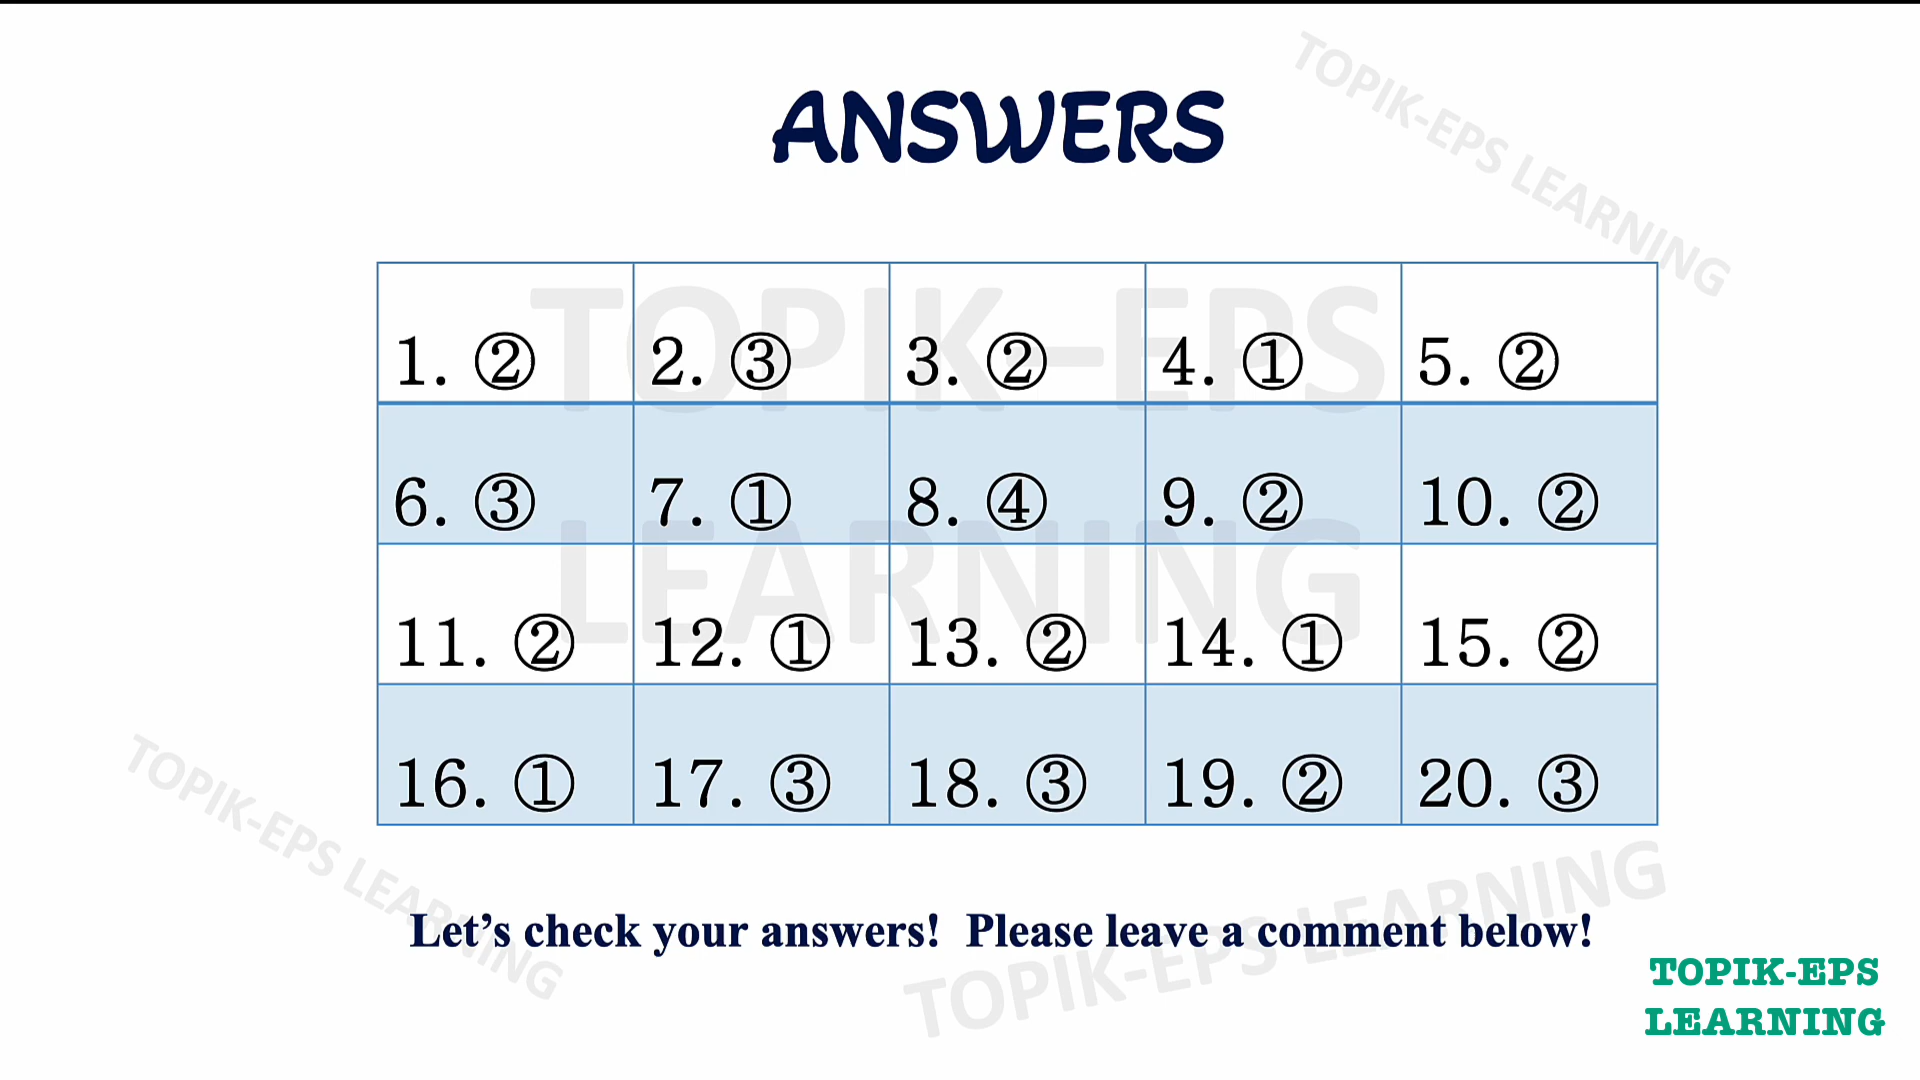 TOPIK-EPS LEARNING
ANSWERS
TOPIK-EPS
LEARNING
1. ② 2. ③ 3. ② 4. ① 5. ②
6. ③ 7. ① 8. ④ 9. ② 10. ②
11. ② 12. ① 13. ② 14. ① 15. ②
16. ① 17. ③ 18. ③ 19. ② 20. ③
TOPIK-EPS LEARNING
TOPIK-EPS LEARNING
Let’s check your answers! Please leave a comment below!
TOPIK-EPS
LEARNING